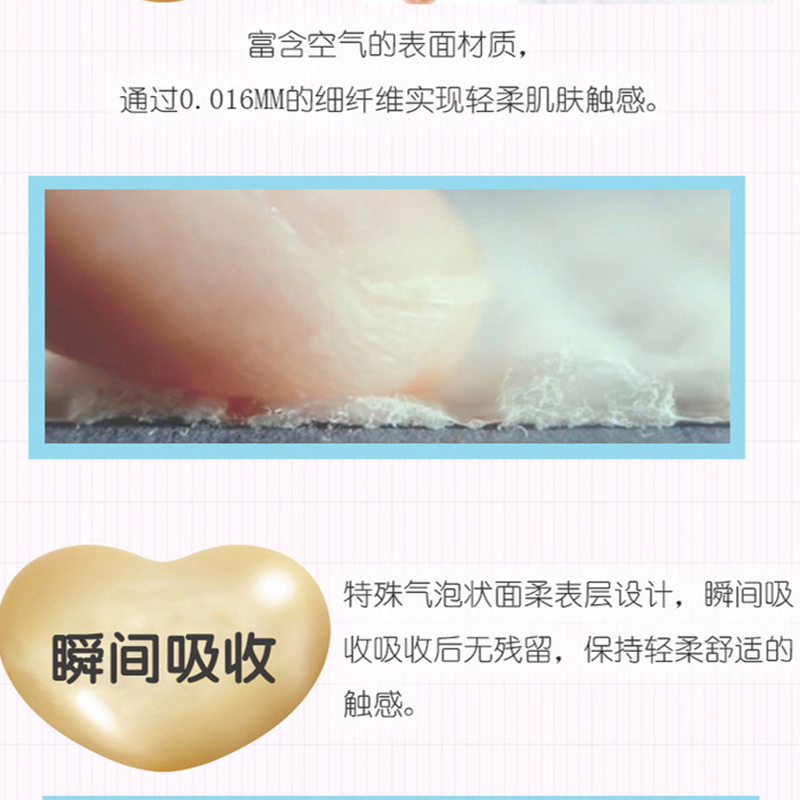 富含空气的表面材质，
通过0.016MM的细纤维实现轻柔肌肤触感。
瞬间吸收
特殊气泡状面柔表层设计，瞬间吸
收吸收后无残留，保持轻柔舒适的
触感。